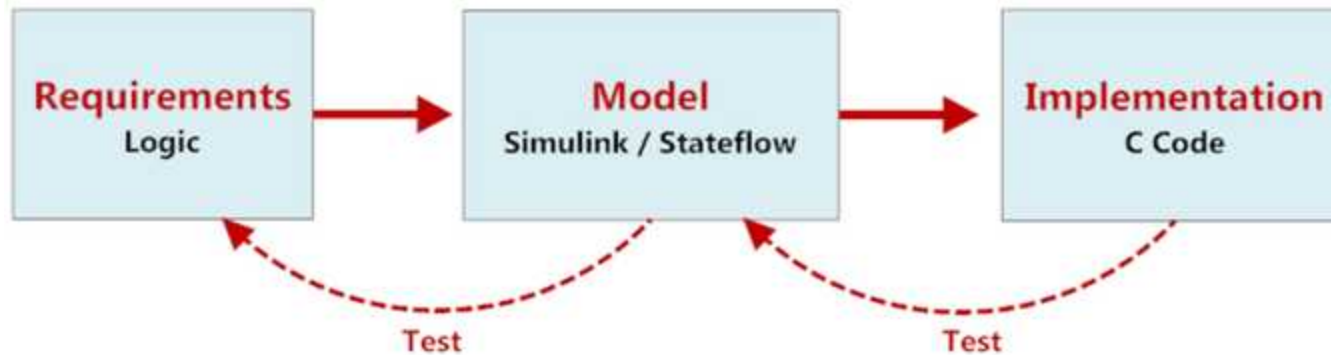 Requirements
Logic
Model
Simulink / Stateflow
Implementation
C Code
Test
Test